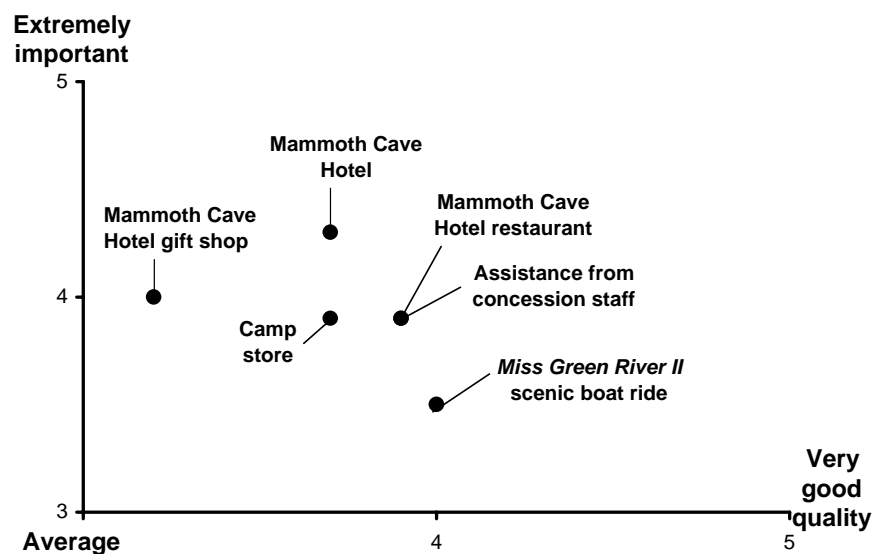 Extremely
important
5
Mammoth Cave
Hotel
Mammoth Cave
Hotel restaurant
Mammoth Cave
Hotel gift shop
Assistance from
concession staff
4
Camp
store
Miss Green River II
scenic boat ride
Very
good
quality
3
Average
4
5